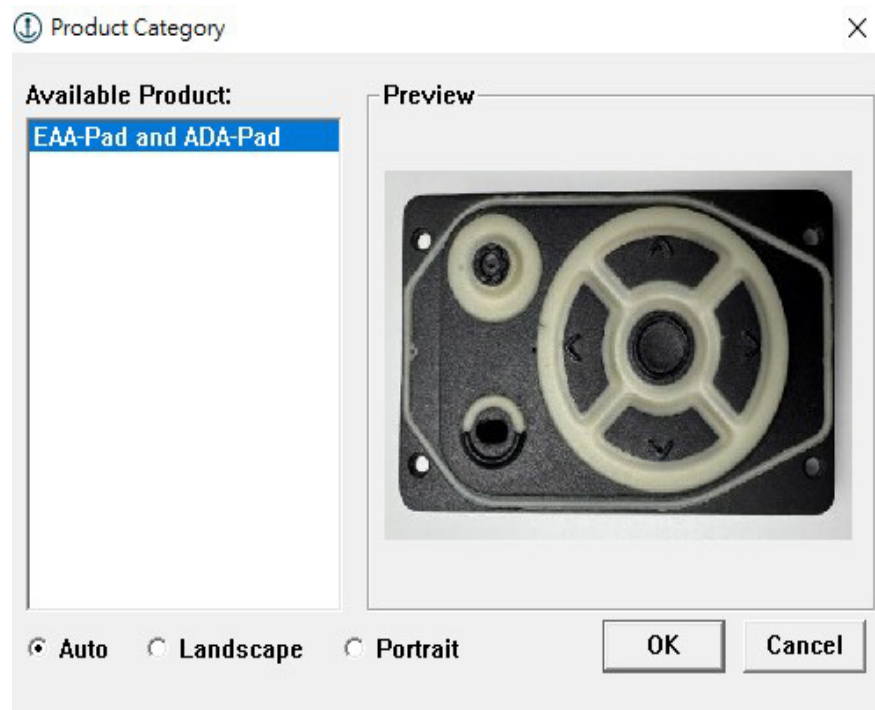 Product Category
Available Product:
Preview
EAA-Pad and ADA-Pad
Auto
Landscape
Portrait
OK
Cancel